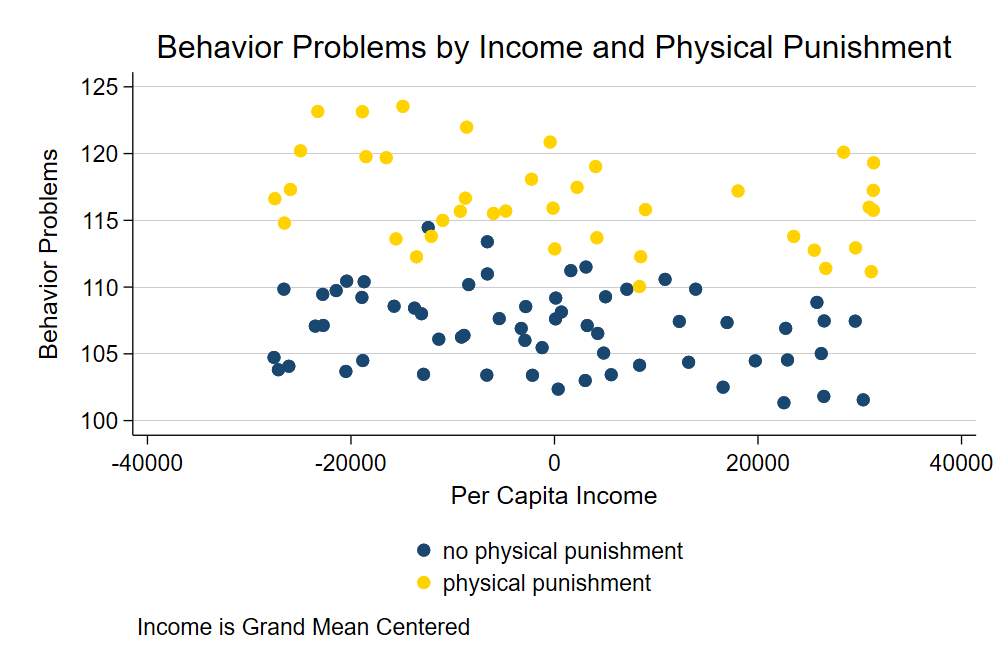 Behavior Problems by Income and Physical Punishment
Behavior Problems
125
120
115
110
105
100
-40000 -20000 0 20000 40000
Per Capita Income
no physical punishment
physical punishment
Income is Grand Mean Centered